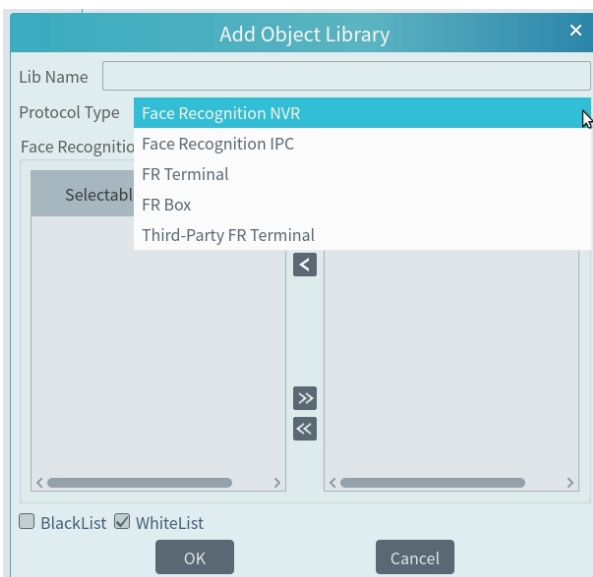 Add Object Library
Lib Name
Protocol Type Face Recognition NVR
Face Recognition IPC
FR Terminal
FR Box
Third-Party FR Terminal
BlackList WhiteList
OK Cancel